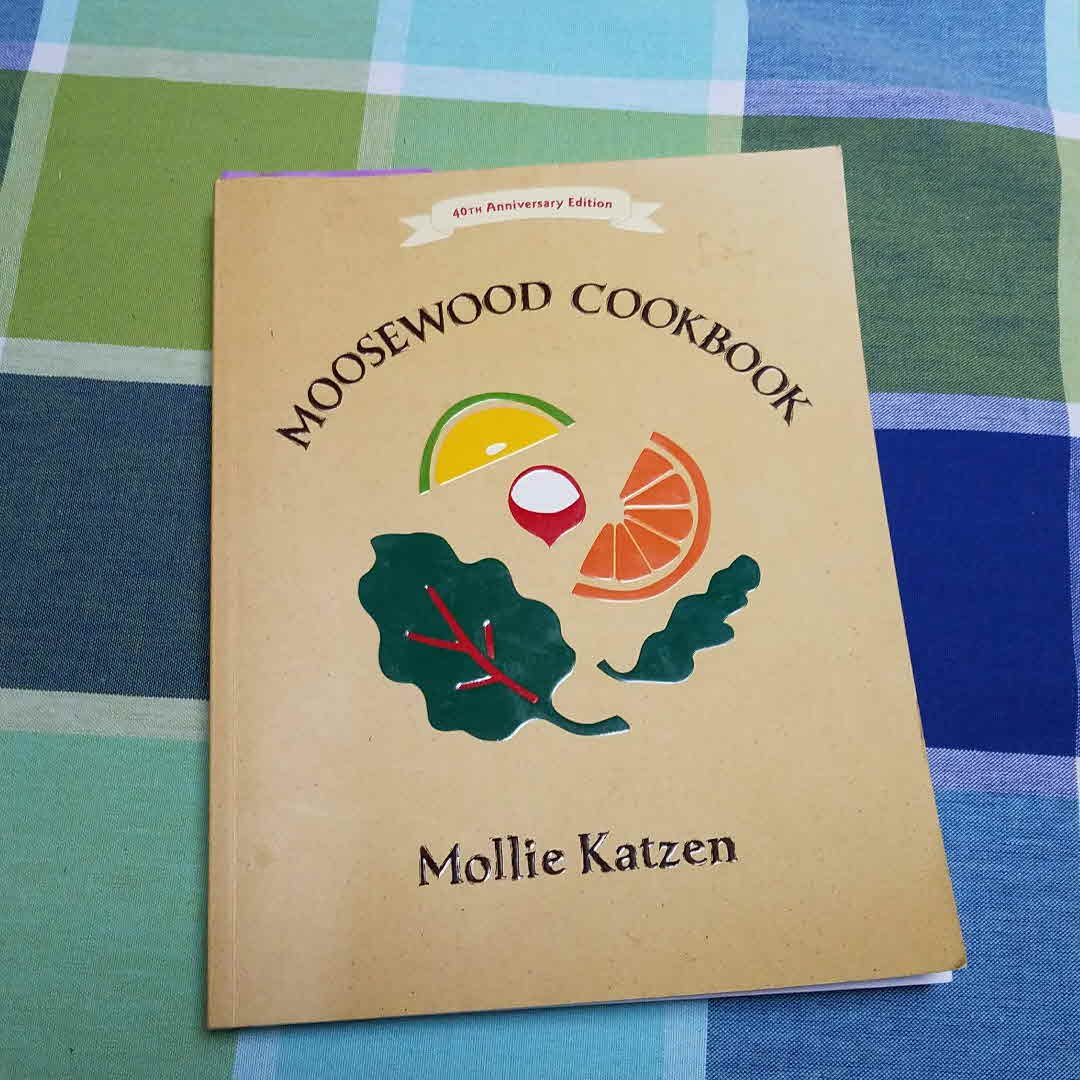 40TH Anniversary Edition
MOOSEWOOD COOKBOOK
Mollie Katzen